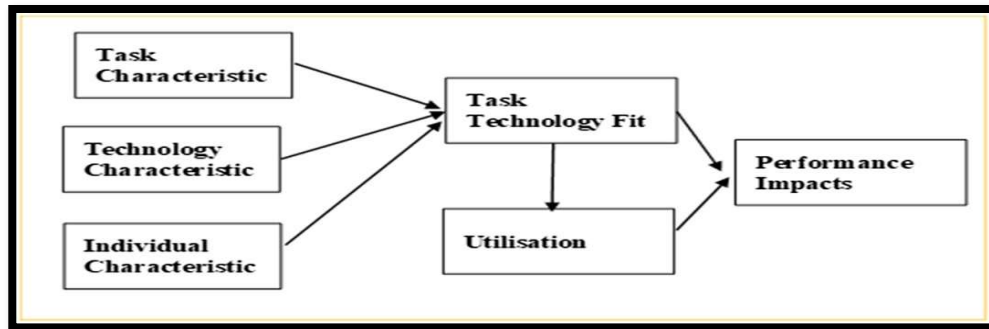 Task
Characteristic
Technology
Characteristic
Individual
Characteristic
Task
Technology Fit
Utilisation
Performance
Impacts